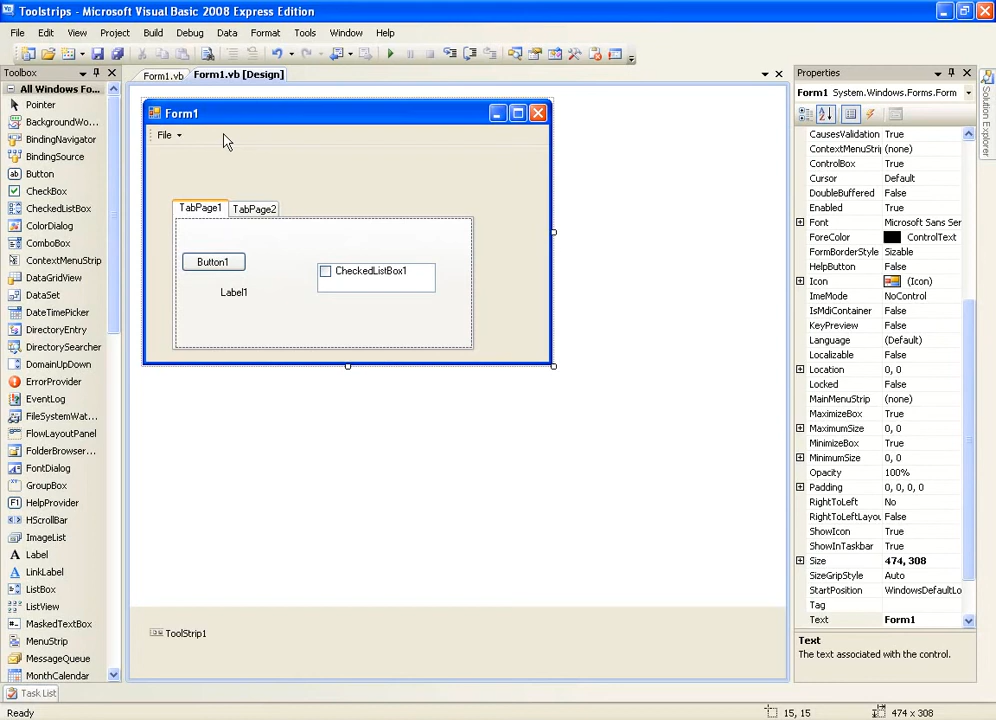 Toolstrips - Microsoft Visual Basic 2008 Express Edition
File Edit View Project Build Debug Data Format Tools Window Help
Toolbox
All Windows Fo...
Pointer
BackgroundWo...
BindingNavigator
BindingSource
Button
CheckBox
CheckedListBox
ColorDialog
ComboBox
ContextMenuStrip
DataGridView
DataSet
DateTimePicker
DirectoryEntry
DirectorySearcher
DomainUpDown
ErrorProvider
EventLog
FileSystemWat...
FlowLayoutPanel
FolderBrowser...
FontDialog
GroupBox
HelpProvider
HScrollBar
ImageList
Label
LinkLabel
ListBox
ListView
MaskedTextBox
MenuStrip
MessageQueue
MonthCalendar
Form1.vb Form1.vb [Design]
Form1
File
TabPage1 TabPage2
Button1
CheckedListBox1
Label1
ToolStrip1
Properties
Form1 System.Windows.Forms.Form
CausesValidation True
ContextMenuStri (none)
ControlBox True
Cursor Default
DoubleBuffered False
Enabled True
Font Microsoft Sans Ser
ForeColor ControlText
FormBorderStyle Sizable
HelpButton False
Icon (Icon)
ImeMode NoControl
IsMdiContainer False
KeyPreview False
Language (Default)
Localizable False
Location 0, 0
Locked False
MainMenuStrip (none)
MaximizeBox True
MaximumSize 0, 0
MinimizeBox True
MinimumSize 0, 0
Opacity 100%
Padding 0, 0, 0, 0
RightToLeft No
RightToLeftLayou False
ShowIcon True
ShowInTaskbar True
Size 474, 308
SizeGripStyle Auto
StartPosition WindowsDefaultLo
Tag
Text Form1
Text
The text associated with the control.
Solution Explorer
Task List
Ready 15, 15 474 x 308